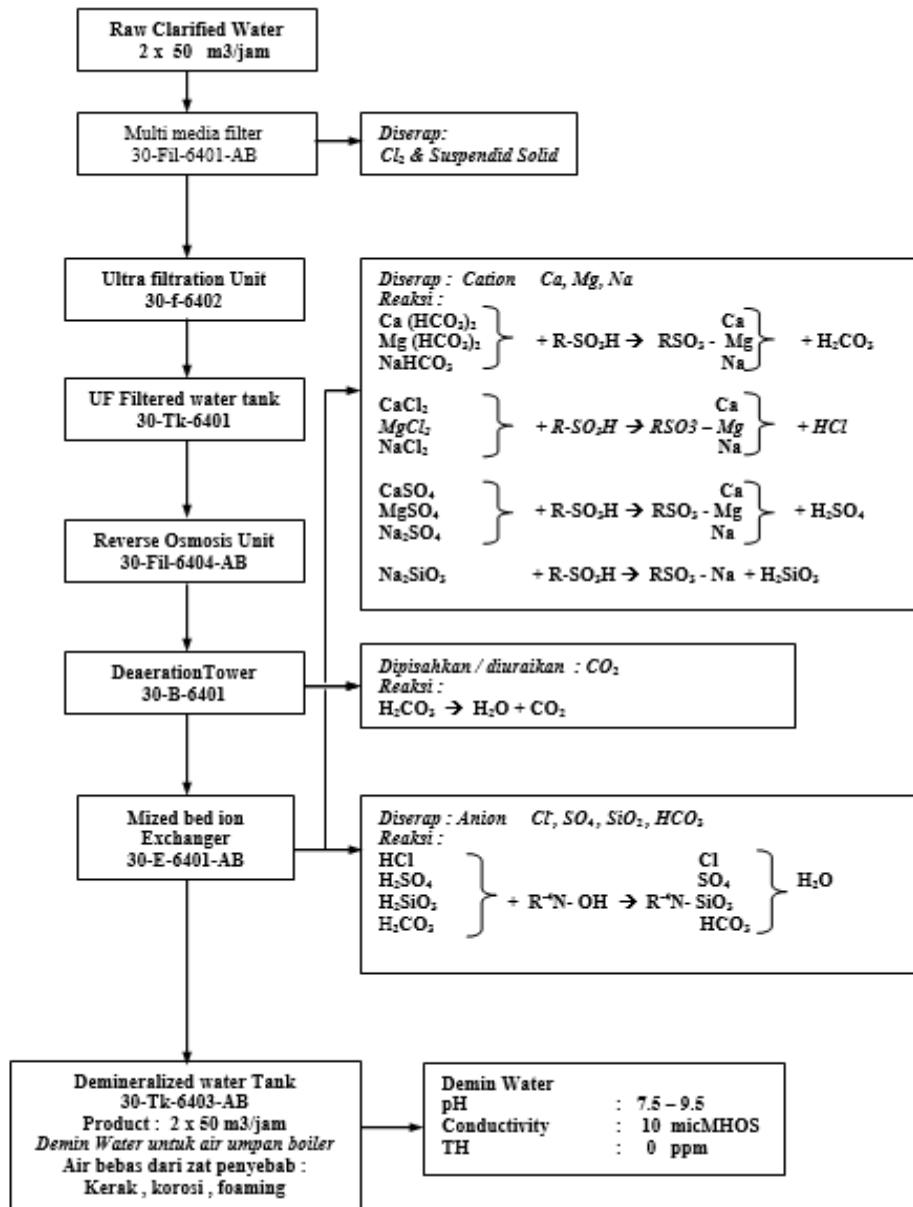 Raw Clarified Water
2 x 50 m3/jam
Multi media filter
30-Fil-6401-AB
Diserap:
Cl₂ & Suspendid Solid
Ultra filtration Unit
30-f-6402
UF Filtered water tank
30-Tk-6401
Reverse Osmosis Unit
30-Fil-6404-AB
DeaerationTower
30-B-6401
Mized bed ion
Exchanger
30-E-6401-AB
Diserap : Cation Ca, Mg, Na
Reaksi :
Ca (HCO₃)₂ Ca
Mg (HCO₃)₂ + R-SO₃H → RSO₃ - Mg + H₂CO₃
NaHCO₃ Na
CaCl₂ Ca
MgCl₂ + R-SO₃H → RSO3 – Mg + HCl
NaCl₂ Na
CaSO₄ Ca
MgSO₄ + R-SO₃H → RSO₃ - Mg + H₂SO₄
Na₂SO₄ Na
Na₂SiO₃ + R-SO₃H → RSO₃ - Na + H₂SiO₃
Dipisahkan / diuraikan : CO₂
Reaksi :
H₂CO₃ → H₂O + CO₂
Diserap : Anion Cl, SO₄, SiO₂, HCO₃
Reaksi :
HCl Cl
H₂SO₄ SO₄ H₂O
H₂SiO₃ + R⁻⁴N- OH → R⁻⁴N- SiO₃
H₂CO₃ HCO₃
Demineralized water Tank
30-Tk-6403-AB
Product : 2 x 50 m3/jam
Demin Water untuk air umpan boiler
Air bebas dari zat penyebab :
Kerak , korosi , foaming
Demin Water
pH : 7.5 – 9.5
Conductivity : 10 micMHOS
TH : 0 ppm